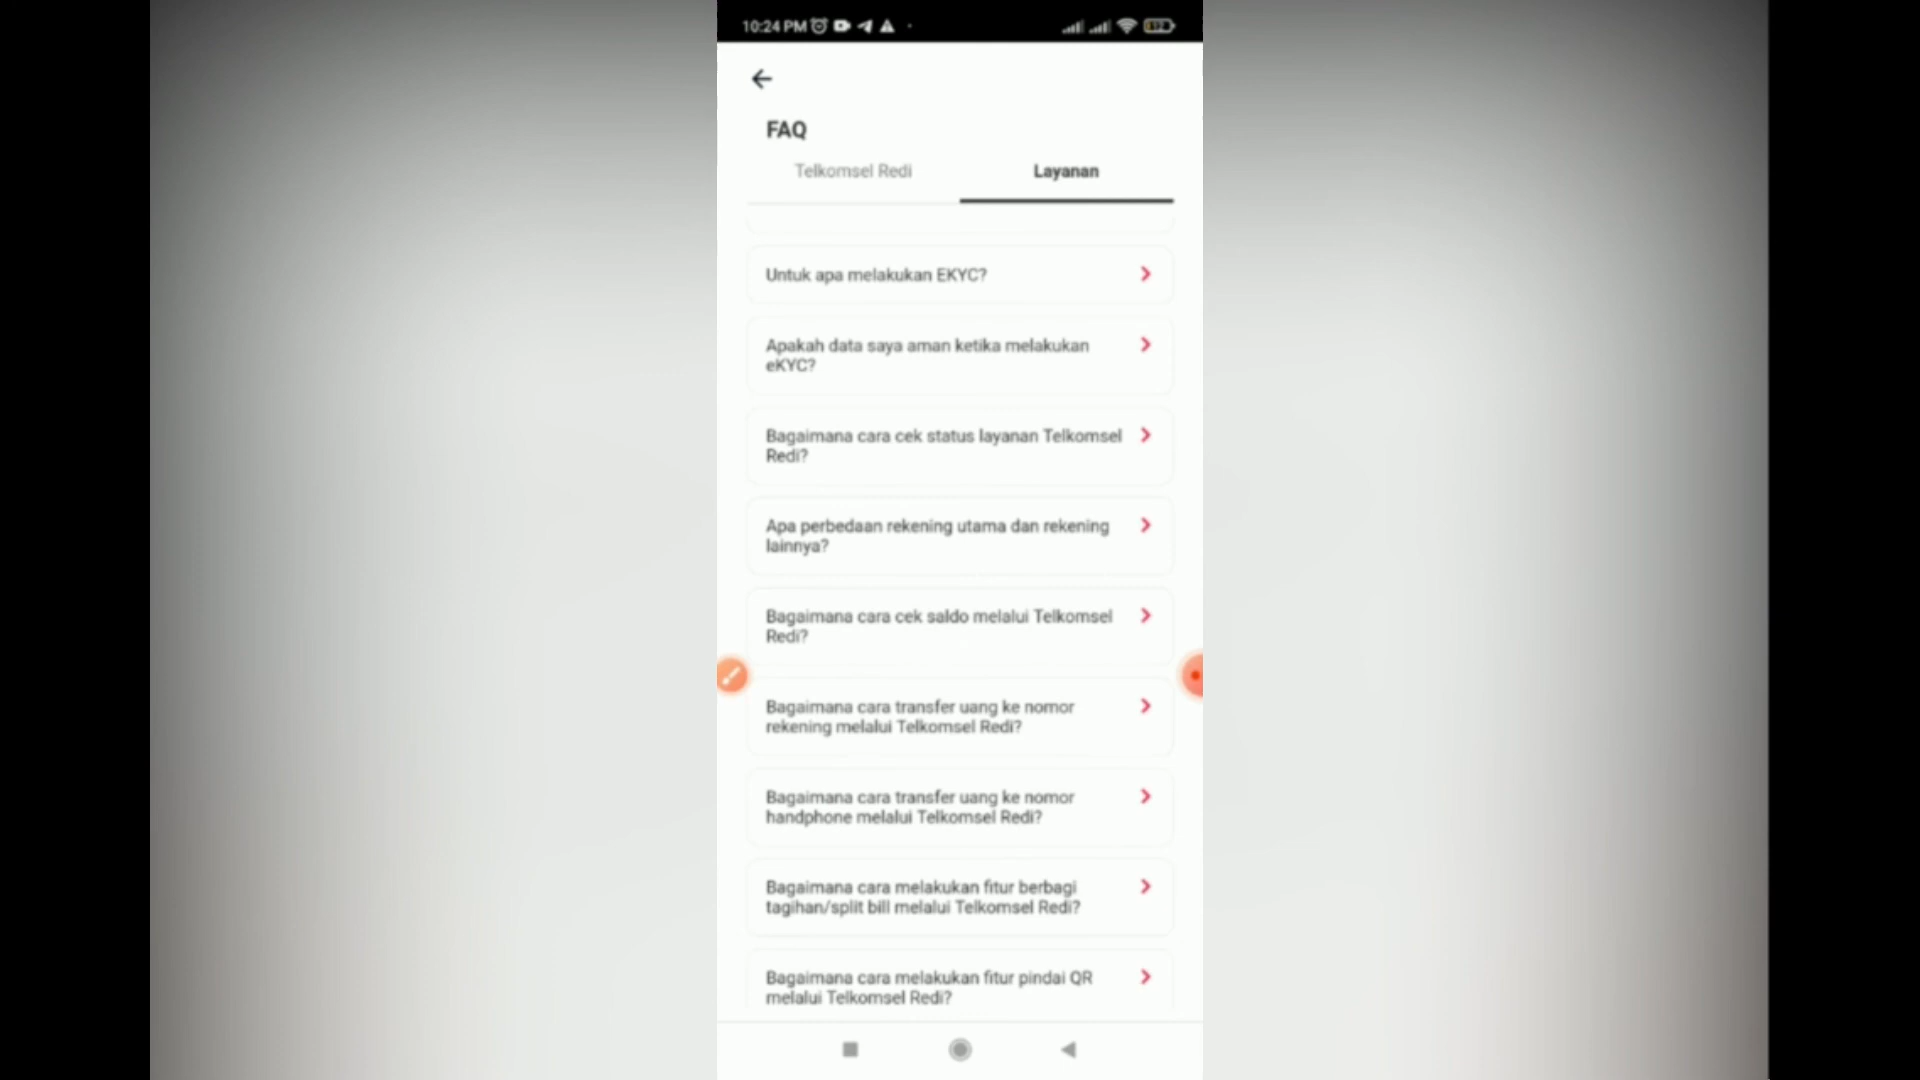 10:24 PM
FAQ
Telkomsel Redi
Layanan
Untuk apa melakukan EKYC?
Apakah data saya aman ketika melakukan
eKYC?
Bagaimana cara cek status layanan Telkomsel
Redi?
Apa perbedaan rekening utama dan rekening
lainnya?
Bagaimana cara cek saldo melalui Telkomsel
Redi?
Bagaimana cara transfer uang ke nomor
rekening melalui Telkomsel Redi?
Bagaimana cara transfer uang ke nomor
handphone melalui Telkomsel Redi?
Bagaimana cara melakukan fitur berbagi
tagihan/split bill melalui Telkomsel Redi?
Bagaimana cara melakukan fitur pindai QR
melalui Telkomsel Redi?